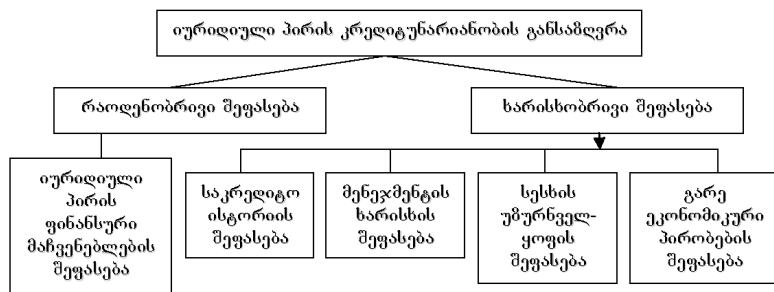 იურიდიული პირის კრედიტუნარიანობის განსაზღვრა
რაოდენობრივი შეფასება
ხარისხობრივი შეფასება
იურიდიული
პირის
ფინანსური
მაჩვენებლების
შეფასება
საკრედიტო
ისტორიის
შეფასება
მენეჯმენტის
ხარისხის
შეფასება
სესხის
უზურნველ-
ყოფის
შეფასება
გარე
ეკონომიკური
პირობების
შეფასება